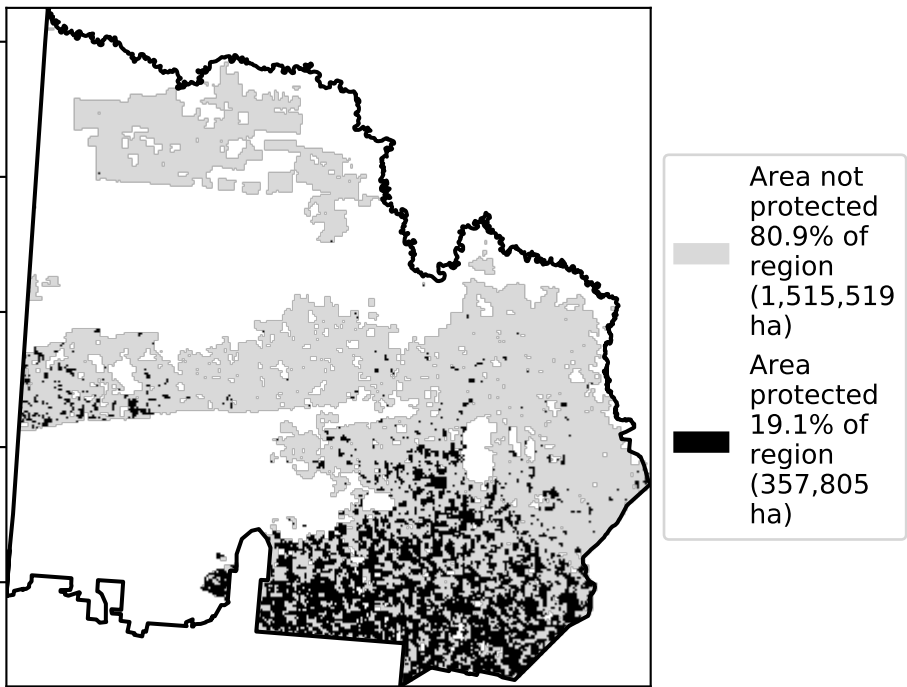 Area not
protected
80.9% of
region
(1,515,519
ha)
Area
protected
19.1% of
region
(357,805
ha)